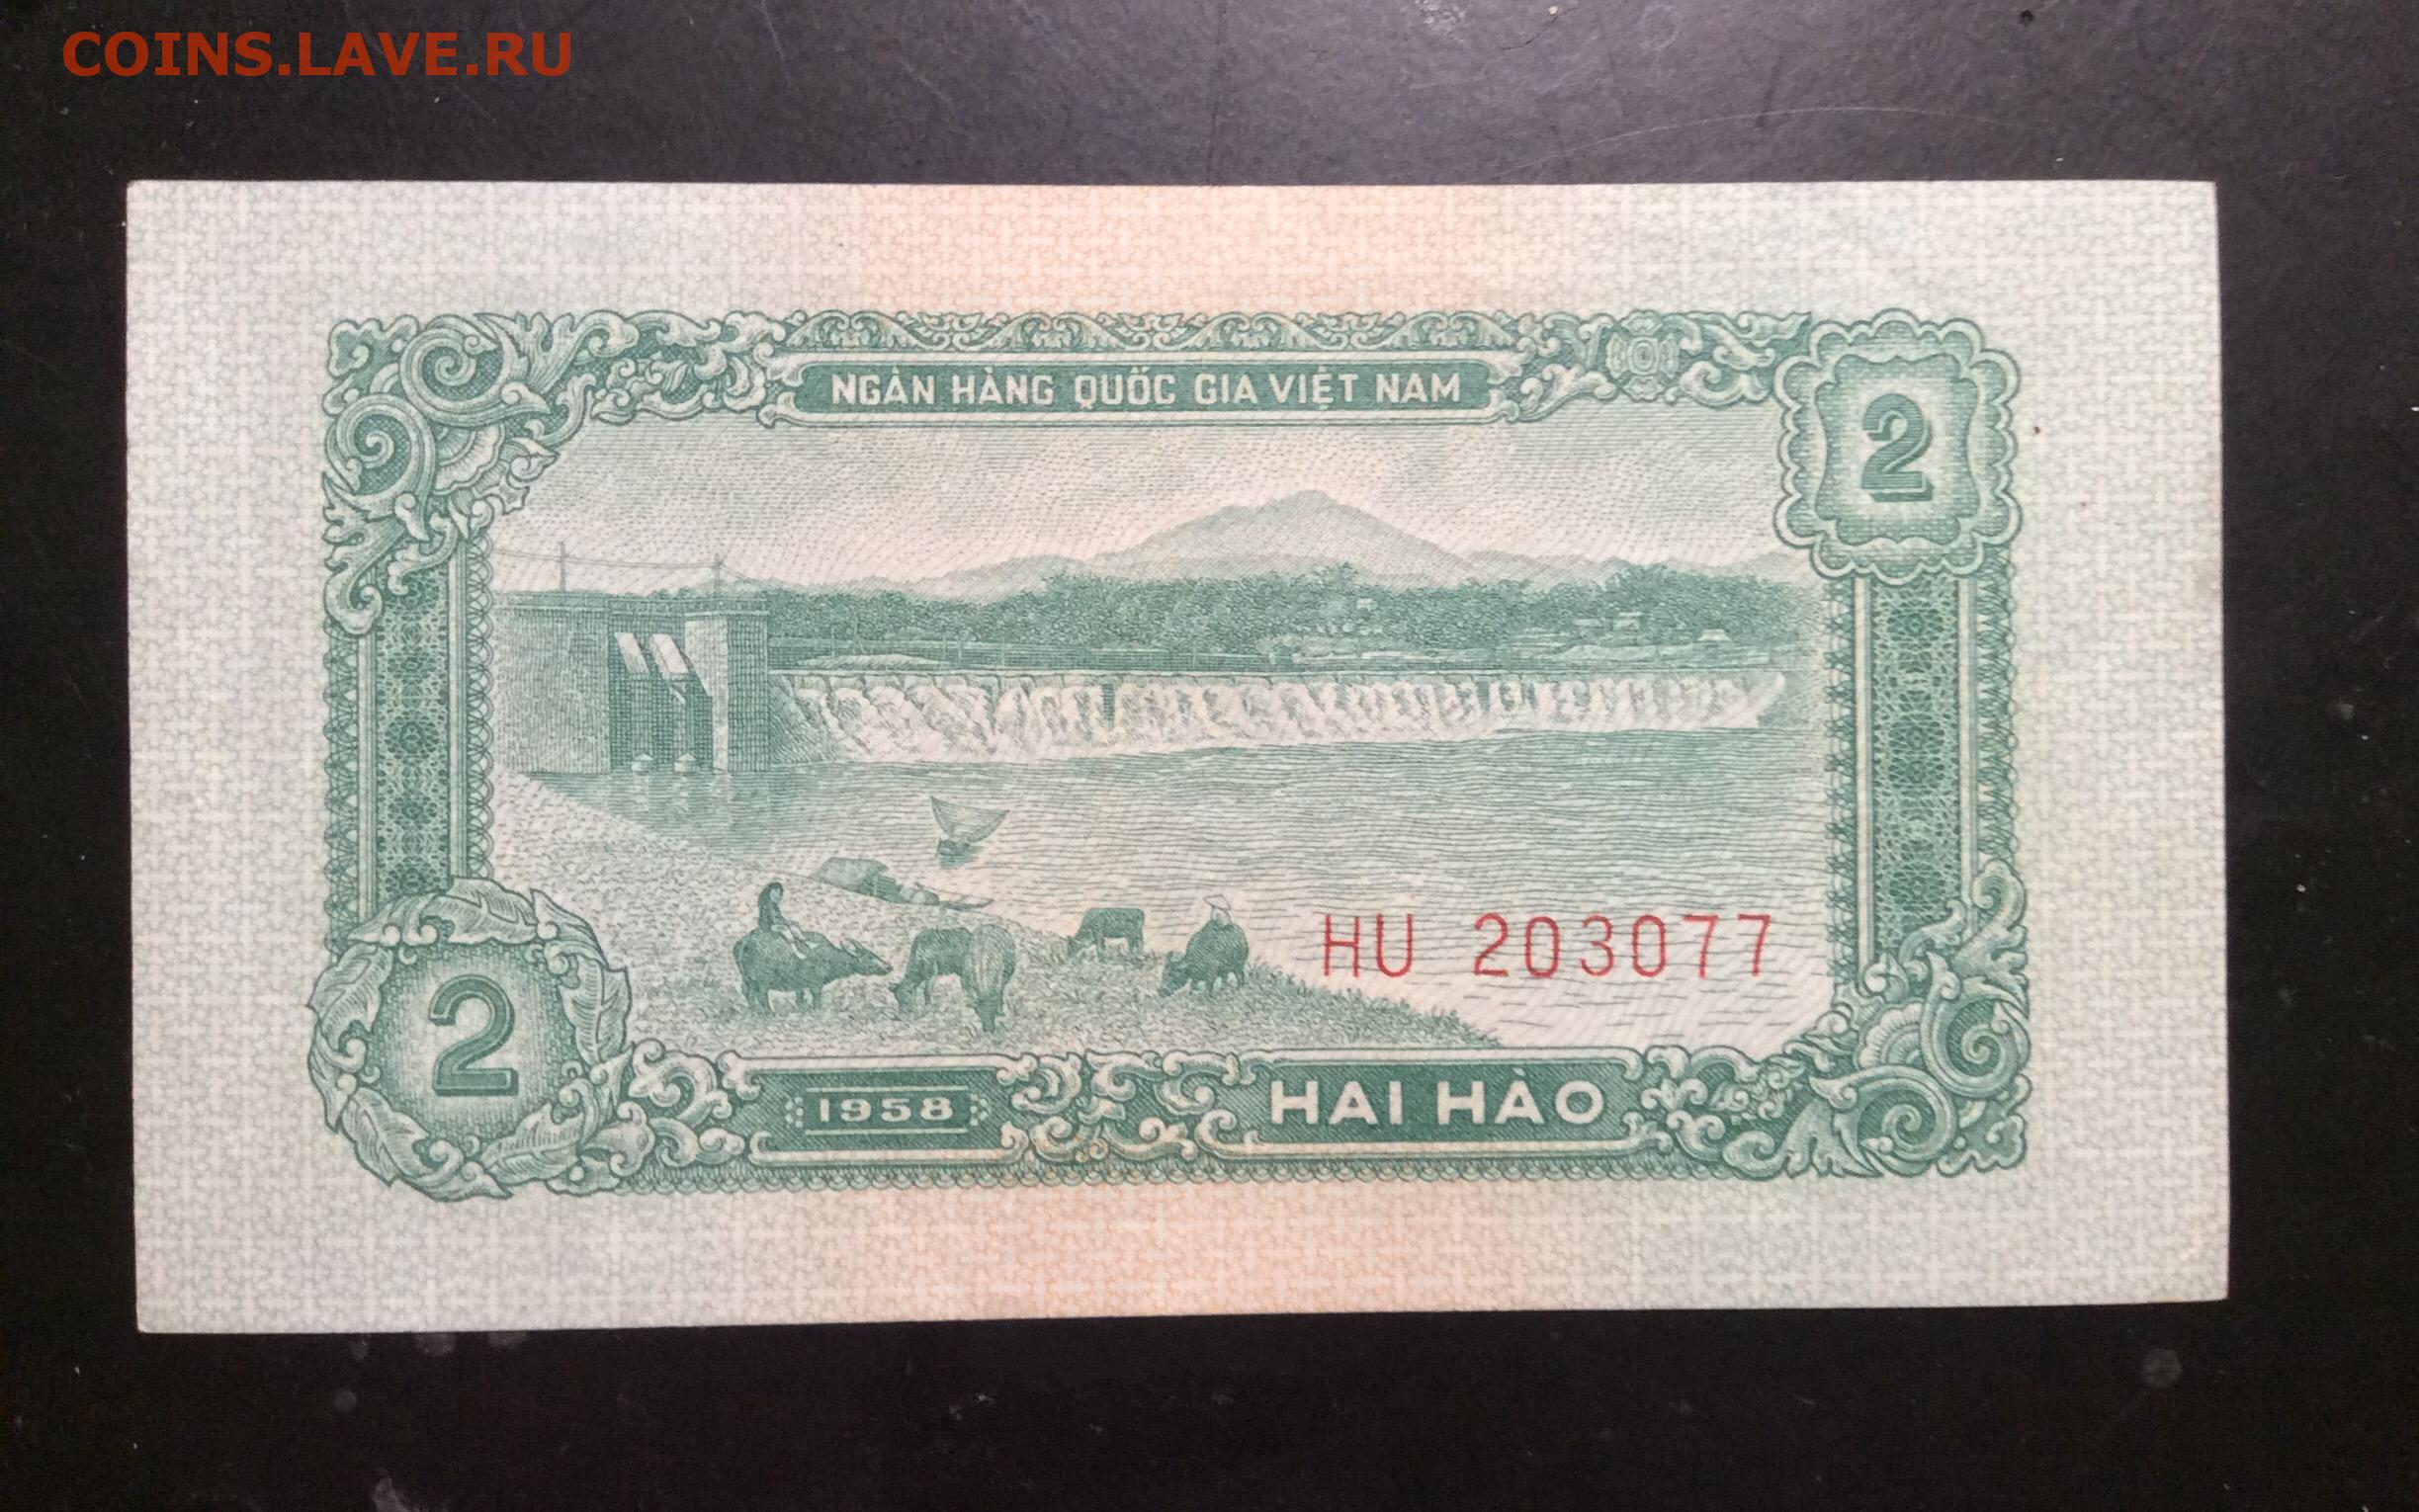 COINS.LAVE.RU
NGÂN HÀNG QUỐC GIA VIỆT NAM
2
HU 203077
2
1958
HAI HÀO